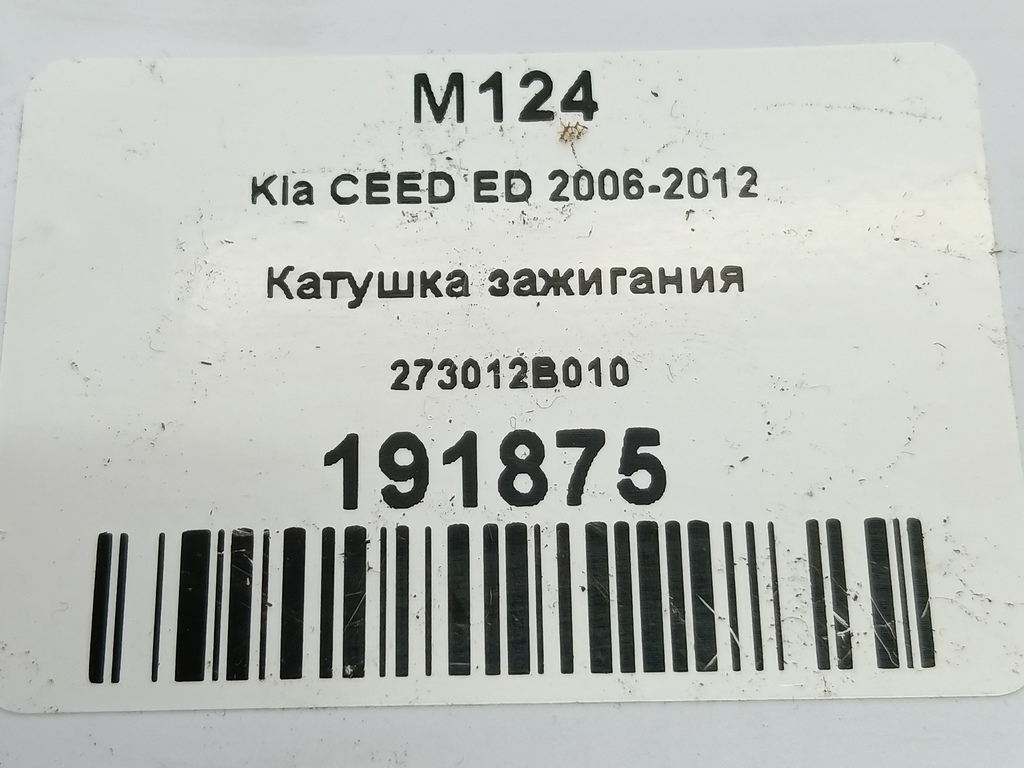 M124
Kia CEED ED 2006-2012
Катушка зажигания
273012B010
191875